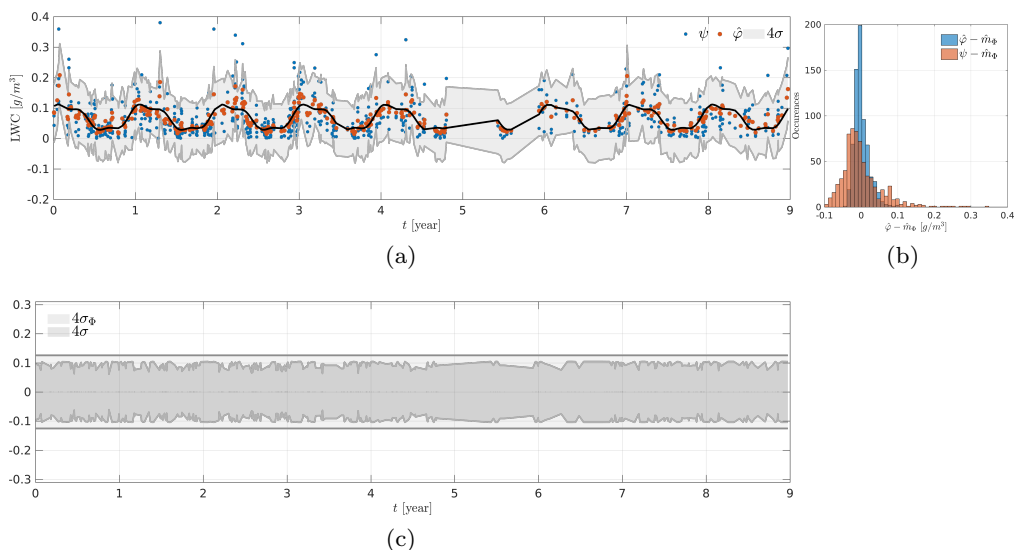 0.4
0.3
0.2
0.1
0
-0.1
-0.2
LWC [g/m³]
ψ φ̂ 4σ
0 1 2 3 4 5 6 7 8 9
t [year]
(a)
200
150
100
50
0
Occurences
φ̂ − m̂_Φ
ψ − m̂_Φ
-0.1 0 0.1 0.2 0.3 0.4
φ̂ − m̂_Φ [g/m³]
(b)
0.3
0.2
0.1
0
-0.1
-0.2
-0.3
4σ_Φ
4σ
0 1 2 3 4 5 6 7 8 9
t [year]
(c)